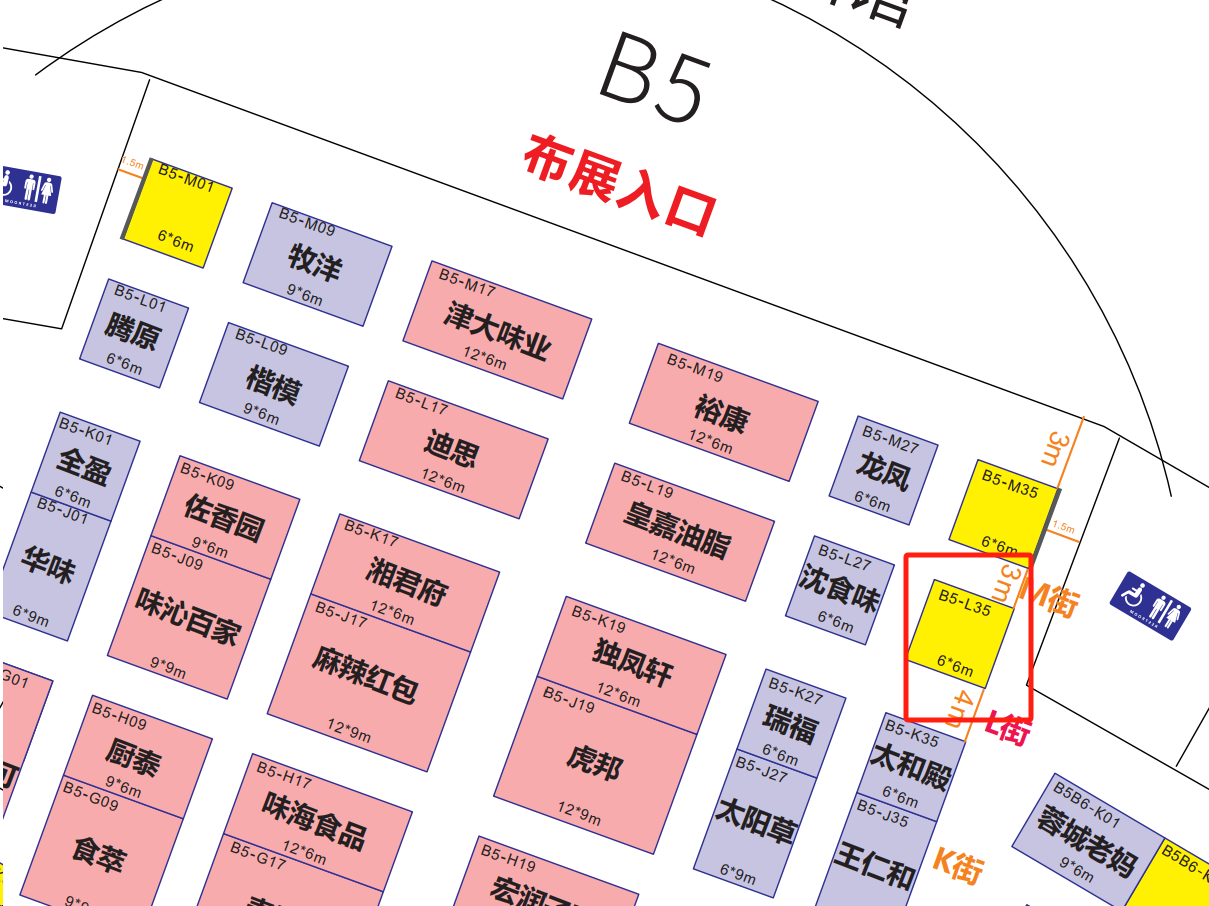 馆
B5
布展入口
1.5m
B5-M01
6*6m
B5-M09
牧洋
9*6m
B5-M17
津大味业
12*6m
B5-M19
裕康
12*6m
B5-M27
龙凤
6*6m
3m
B5-M35
6*6m
1.5m
B5-L01
腾原
6*6m
B5-L09
楷模
9*6m
B5-L17
迪思
12*6m
B5-L19
皇嘉油脂
12*6m
B5-L27
沈食味
6*6m
3m
M街
B5-L35
6*6m
4m
L街
B5-K01
全盈
6*6m
B5-J01
华味
6*9m
B5-K09
佐香园
9*6m
B5-J09
味沁百家
9*9m
B5-K17
湘君府
12*6m
B5-J17
麻辣红包
12*9m
B5-K19
独凤轩
12*6m
B5-J19
虎邦
12*9m
B5-K27
瑞福
6*6m
B5-J27
太阳草
6*9m
B5-K35
太和殿
6*6m
B5-J35
王仁和
K街
B5B6-K01
蓉城老妈
9*6m
B5B6-K
G01
B5-H09
厨泰
9*6m
B5-G09
食萃
B5-H17
味海食品
12*6m
B5-G17
B5-H19
宏润